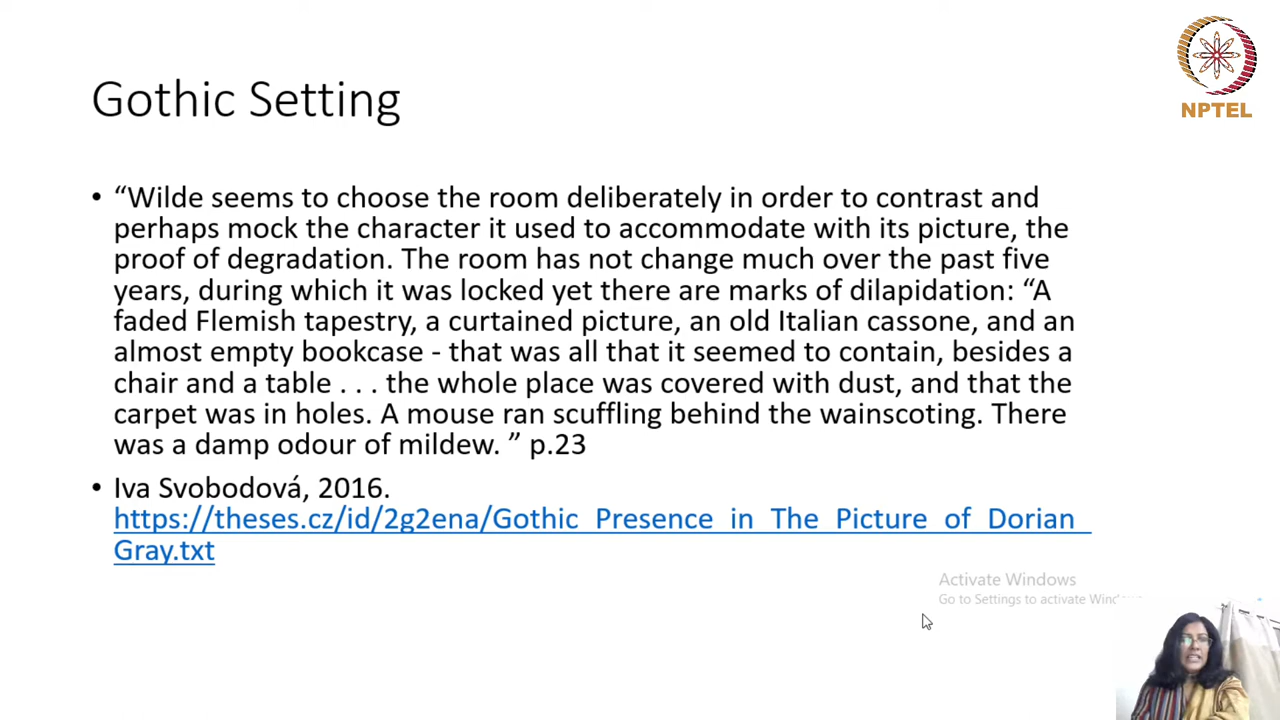 NPTEL
Gothic Setting
• “Wilde seems to choose the room deliberately in order to contrast and
perhaps mock the character it used to accommodate with its picture, the
proof of degradation. The room has not change much over the past five
years, during which it was locked yet there are marks of dilapidation: “A
faded Flemish tapestry, a curtained picture, an old Italian cassone, and an
almost empty bookcase - that was all that it seemed to contain, besides a
chair and a table . . . the whole place was covered with dust, and that the
carpet was in holes. A mouse ran scuffling behind the wainscoting. There
was a damp odour of mildew. ” p.23
• Iva Svobodová, 2016.
https://theses.cz/id/2g2ena/Gothic_Presence_in_The_Picture_of_Dorian_
Gray.txt
Activate Windows
Go to Settings to activate